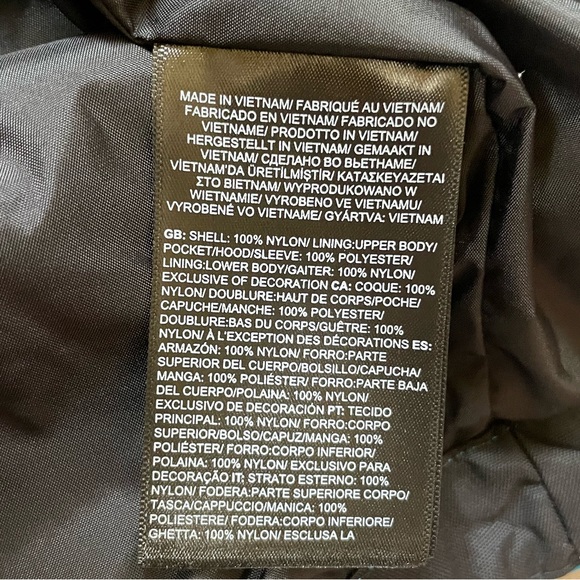 MADE IN VIETNAM/ FABRIQUÉ AU VIETNAM/
FABRICADO EN VIETNAM/ FABRICADO NO
VIETNAME/ PRODOTTO IN VIETNAM/
HERGESTELLT IN VIETNAM/ GEMAAKT IN
VIETNAM/ СДЕЛАНО ВО ВЬЕТНАМЕ/
VİETNAM'DA ÜRETİLMİŞTİR/ ΚΑΤΑΣΚΕΥΑΖΕΤΑΙ
ΣΤΟ ΒΙΕΤΝΑΜ/ WYPRODUKOWANO W
WIETNAMIE/ VYROBENO VE VIETNAMU/
VYROBENÉ VO VIETNAME/ GYÁRTVA: VIETNAM
GB: SHELL: 100% NYLON/ LINING:UPPER BODY/
POCKET/HOOD/SLEEVE: 100% POLYESTER/
LINING:LOWER BODY/GAITER: 100% NYLON/
EXCLUSIVE OF DECORATION CA: COQUE: 100%
NYLON/ DOUBLURE:HAUT DE CORPS/POCHE/
CAPUCHE/MANCHE: 100% POLYESTER/
DOUBLURE:BAS DU CORPS/GUÊTRE: 100%
NYLON/ À L'EXCEPTION DES DÉCORATIONS ES:
ARMAZÓN: 100% NYLON/ FORRO:PARTE
SUPERIOR DEL CUERPO/BOLSILLO/CAPUCHA/
MANGA: 100% POLIÉSTER/ FORRO:PARTE BAJA
DEL CUERPO/POLAINA: 100% NYLON/
EXCLUSIVO DE DECORACIÓN PT: TECIDO
PRINCIPAL: 100% NYLON/ FORRO:CORPO
SUPERIOR/BOLSO/CAPUZ/MANGA: 100%
POLIÉSTER/ FORRO:CORPO INFERIOR/
POLAINA: 100% NYLON/ EXCLUSIVO PARA
DECORAÇÃO IT: STRATO ESTERNO: 100%
NYLON/ FODERA:PARTE SUPERIORE CORPO/
TASCA/CAPPUCCIO/MANICA: 100%
POLIESTERE/ FODERA:CORPO INFERIORE/
GHETTA: 100% NYLON/ ESCLUSA LA